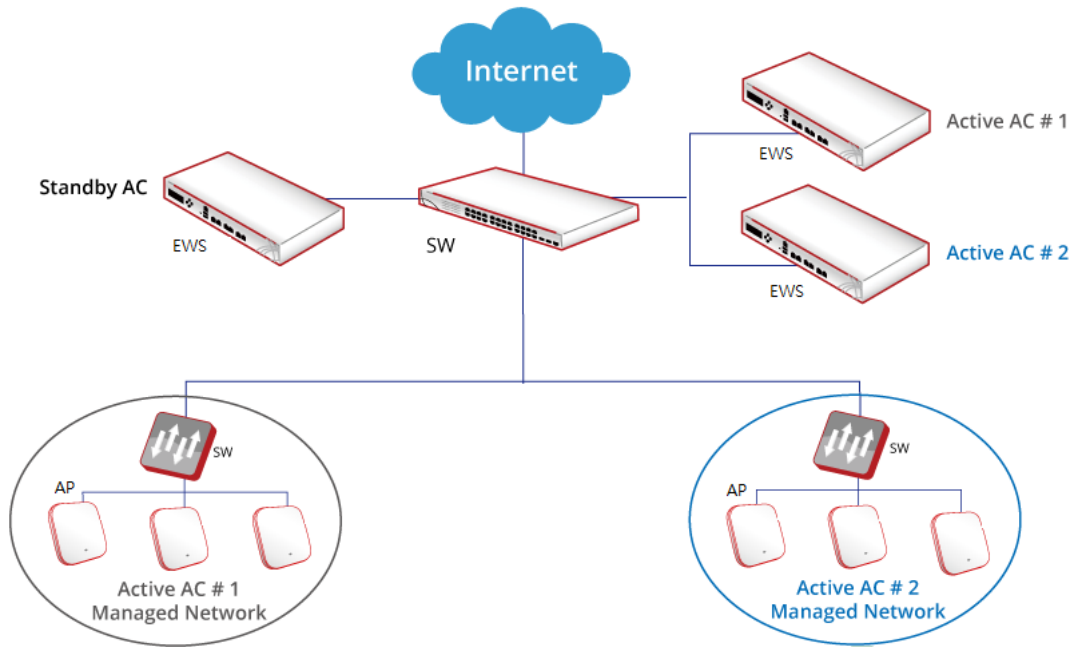 Internet
Active AC # 1
EWS
Standby AC
EWS
SW
Active AC # 2
EWS
SW
AP
Active AC # 1
Managed Network
SW
AP
Active AC # 2
Managed Network